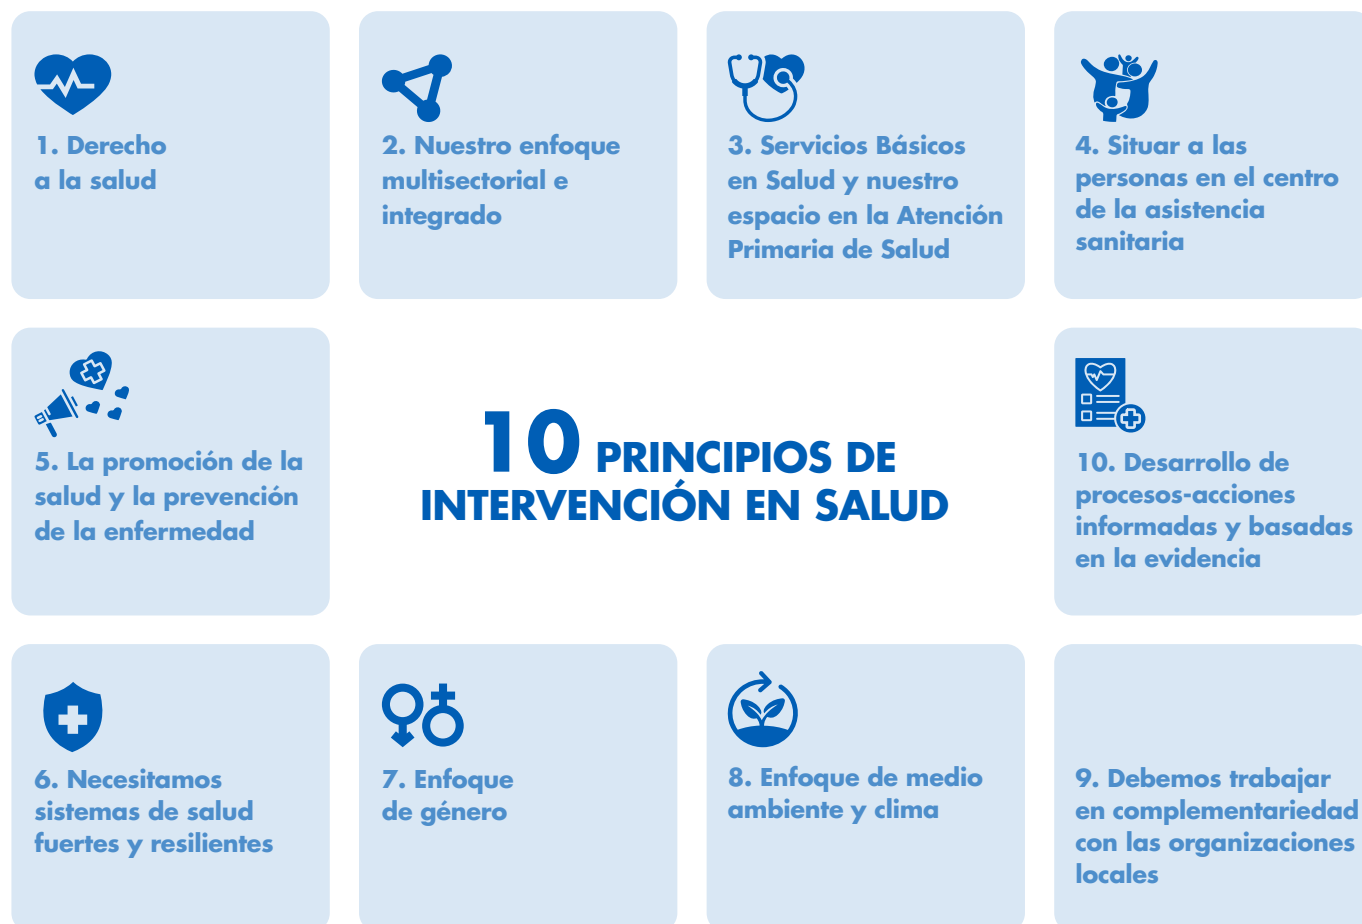 1. Derecho
a la salud
2. Nuestro enfoque
multisectorial e
integrado
3. Servicios Básicos
en Salud y nuestro
espacio en la Atención
Primaria de Salud
4. Situar a las
personas en el centro
de la asistencia
sanitaria
5. La promoción de la
salud y la prevención
de la enfermedad
10 PRINCIPIOS DE
INTERVENCIÓN EN SALUD
10. Desarrollo de
procesos-acciones
informadas y basadas
en la evidencia
6. Necesitamos
sistemas de salud
fuertes y resilientes
7. Enfoque
de género
8. Enfoque de medio
ambiente y clima
9. Debemos trabajar
en complementariedad
con las organizaciones
locales